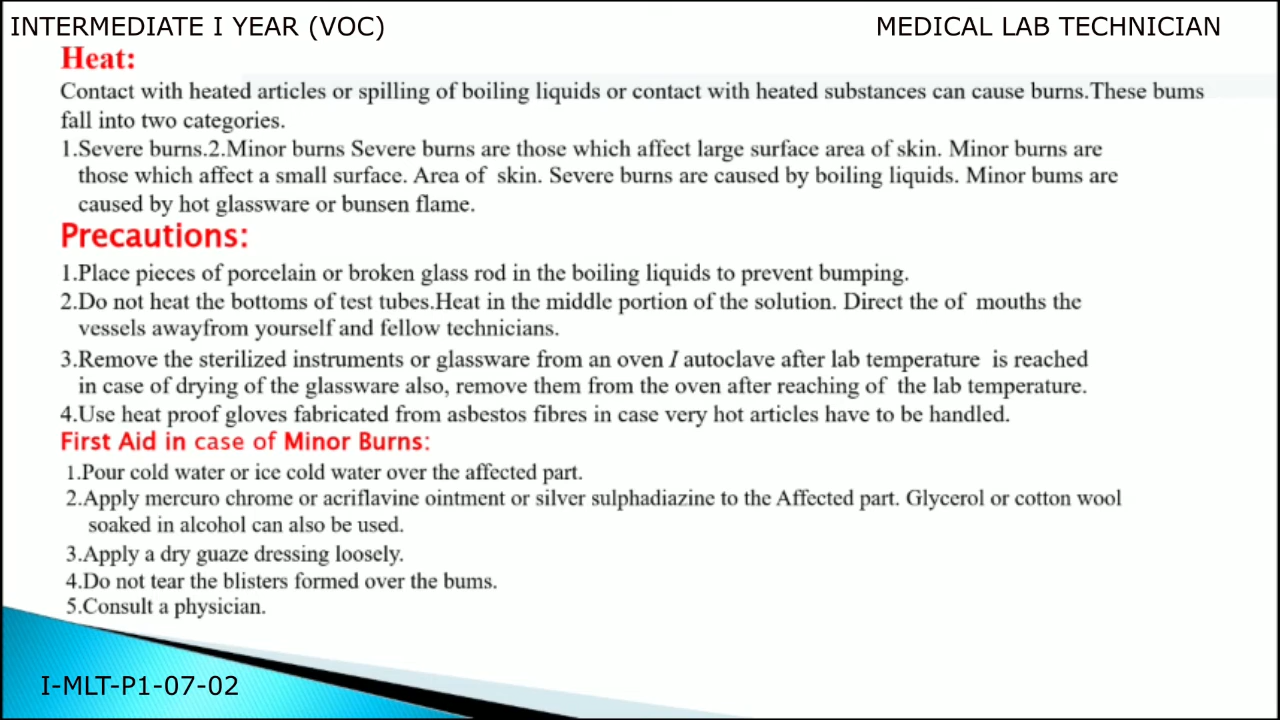 INTERMEDIATE I YEAR (VOC) MEDICAL LAB TECHNICIAN
Heat:
Contact with heated articles or spilling of boiling liquids or contact with heated substances can cause burns.These bums
fall into two categories.
1.Severe burns.2.Minor burns Severe burns are those which affect large surface area of skin. Minor burns are
those which affect a small surface. Area of skin. Severe burns are caused by boiling liquids. Minor bums are
caused by hot glassware or bunsen flame.
Precautions:
1.Place pieces of porcelain or broken glass rod in the boiling liquids to prevent bumping.
2.Do not heat the bottoms of test tubes.Heat in the middle portion of the solution. Direct the of mouths the
vessels awayfrom yourself and fellow technicians.
3.Remove the sterilized instruments or glassware from an oven I autoclave after lab temperature is reached
in case of drying of the glassware also, remove them from the oven after reaching of the lab temperature.
4.Use heat proof gloves fabricated from asbestos fibres in case very hot articles have to be handled.
First Aid in case of Minor Burns:
1.Pour cold water or ice cold water over the affected part.
2.Apply mercuro chrome or acriflavine ointment or silver sulphadiazine to the Affected part. Glycerol or cotton wool
soaked in alcohol can also be used.
3.Apply a dry guaze dressing loosely.
4.Do not tear the blisters formed over the bums.
5.Consult a physician.
I-MLT-P1-07-02